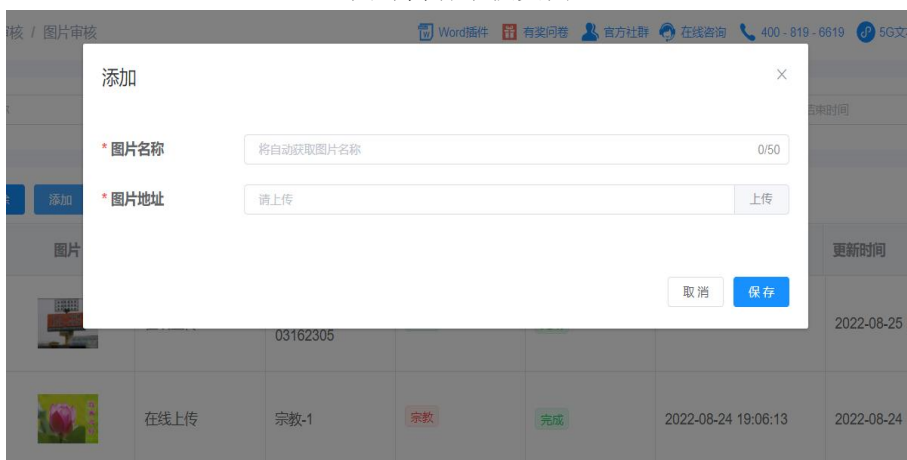 核 / 图片审核
Word插件 有奖问卷 官方社群 在线咨询 400 - 819 - 6619 5G文
添加
结束时间
* 图片名称 将自动获取图片名称 0/50
添加
* 图片地址 请上传 上传
图片 更新时间
取消 保存
03162305 2022-08-25
在线上传 宗教-1 宗教 完成 2022-08-24 19:06:13 2022-08-24